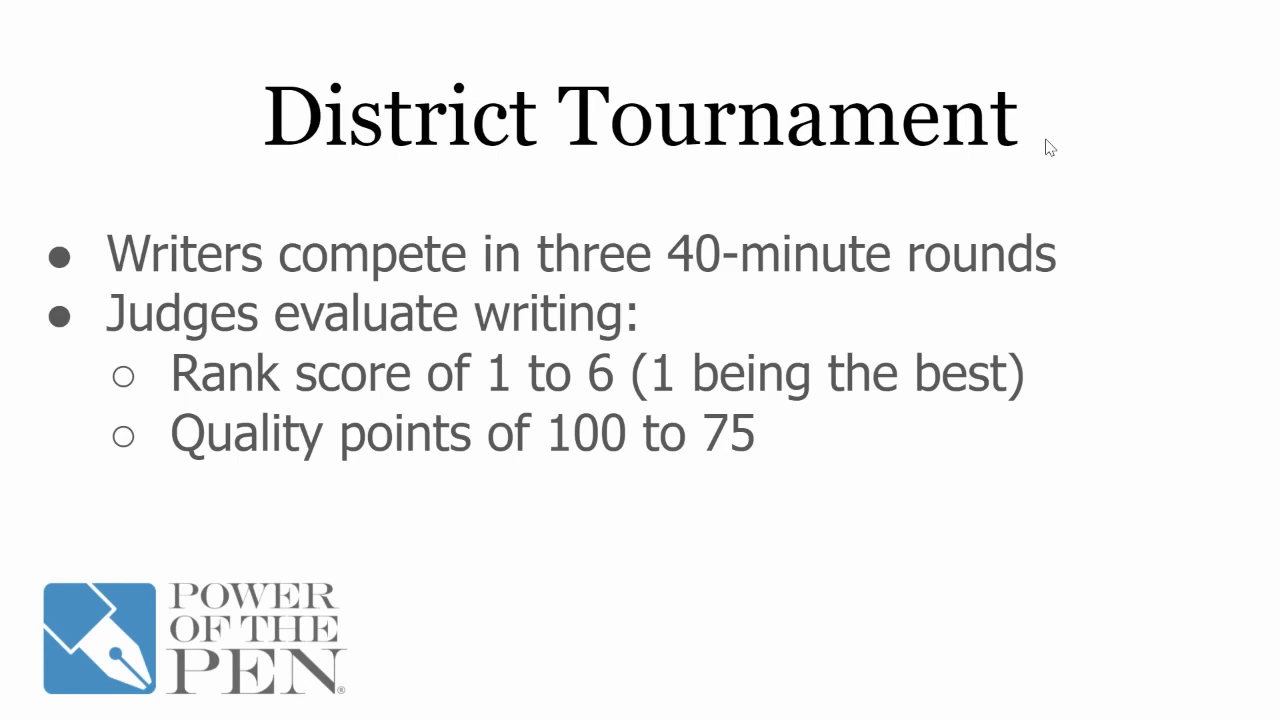 District Tournament
● Writers compete in three 40-minute rounds
● Judges evaluate writing:
○ Rank score of 1 to 6 (1 being the best)
○ Quality points of 100 to 75
POWER
OF THE
PEN®